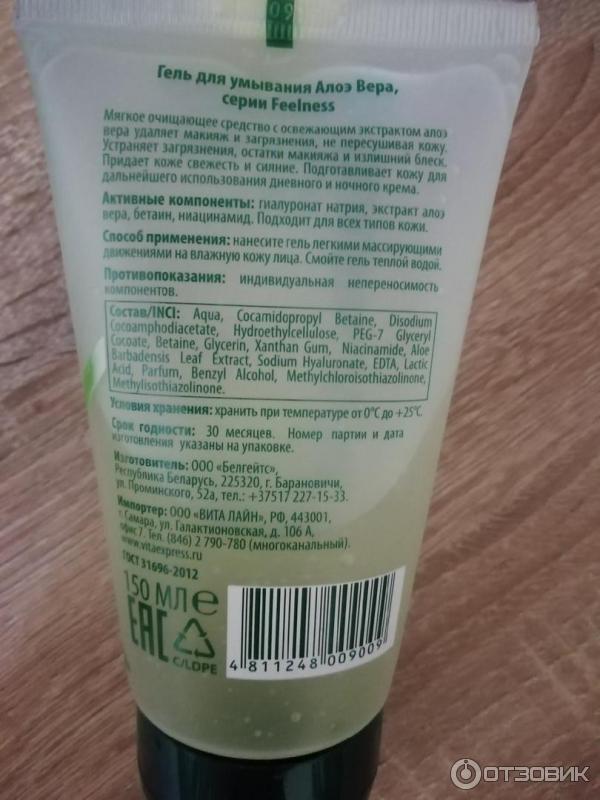 Гель для умывания Алоэ Вера,
серии Feelness
Мягкое очищающее средство с освежающим экстрактом алоэ
вера удаляет макияж и загрязнения, не пересушивая кожу.
Устраняет загрязнения, остатки макияжа и излишний блеск.
Придает коже свежесть и сияние. Подготавливает кожу для
дальнейшего использования дневного и ночного крема.
Активные компоненты: гиалуронат натрия, экстракт алоэ
вера, бетаин, ниацинамид. Подходит для всех типов кожи.
Способ применения: нанесите гель легкими массирующими
движениями на влажную кожу лица. Смойте гель теплой водой.
Противопоказания: индивидуальная непереносимость
компонентов.
Состав/INCI: Aqua, Cocamidopropyl Betaine, Disodium
Cocoamphodiacetate, Hydroethylcellulose, PEG-7 Glyceryl
Cocoate, Betaine, Glycerin, Xanthan Gum, Niacinamide, Aloe
Barbadensis Leaf Extract, Sodium Hyaluronate, EDTA, Lactic
Acid, Parfum, Benzyl Alcohol, Methylchloroisothiazolinone,
Methylisothiazolinone.
Условия хранения: хранить при температуре от 0°С до +25°С.
Срок годности: 30 месяцев. Номер партии и дата
изготовления указаны на упаковке.
Изготовитель: ООО «Белгейтс»,
Республика Беларусь, 225320, г. Барановичи,
ул. Проминского, 52а, тел.: +37517 227-15-33.
Импортер: ООО «ВИТА ЛАЙН», РФ, 443001,
г. Самара, ул. Галактионовская, д. 106 А,
офис 7. Тел. (846) 2 790-780 (многоканальный).
www.vitaexpress.ru
ГОСТ 31696-2012
150 МЛ e
EAC
C/LDPE
4 811248 009009
ОТЗОВИК